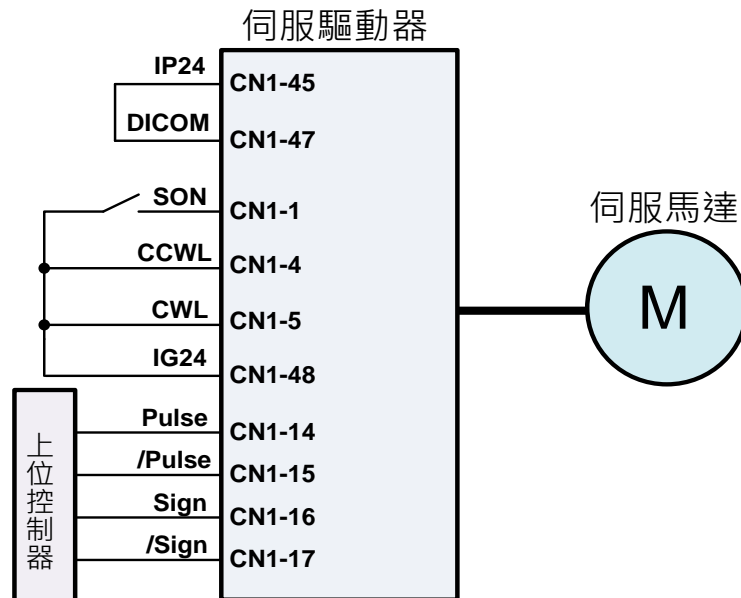 伺服驅動器
IP24 CN1-45
DICOM CN1-47
SON CN1-1
CCWL CN1-4
CWL CN1-5
IG24 CN1-48
Pulse CN1-14
/Pulse CN1-15
Sign CN1-16
/Sign CN1-17
上位控制器
伺服馬達
M